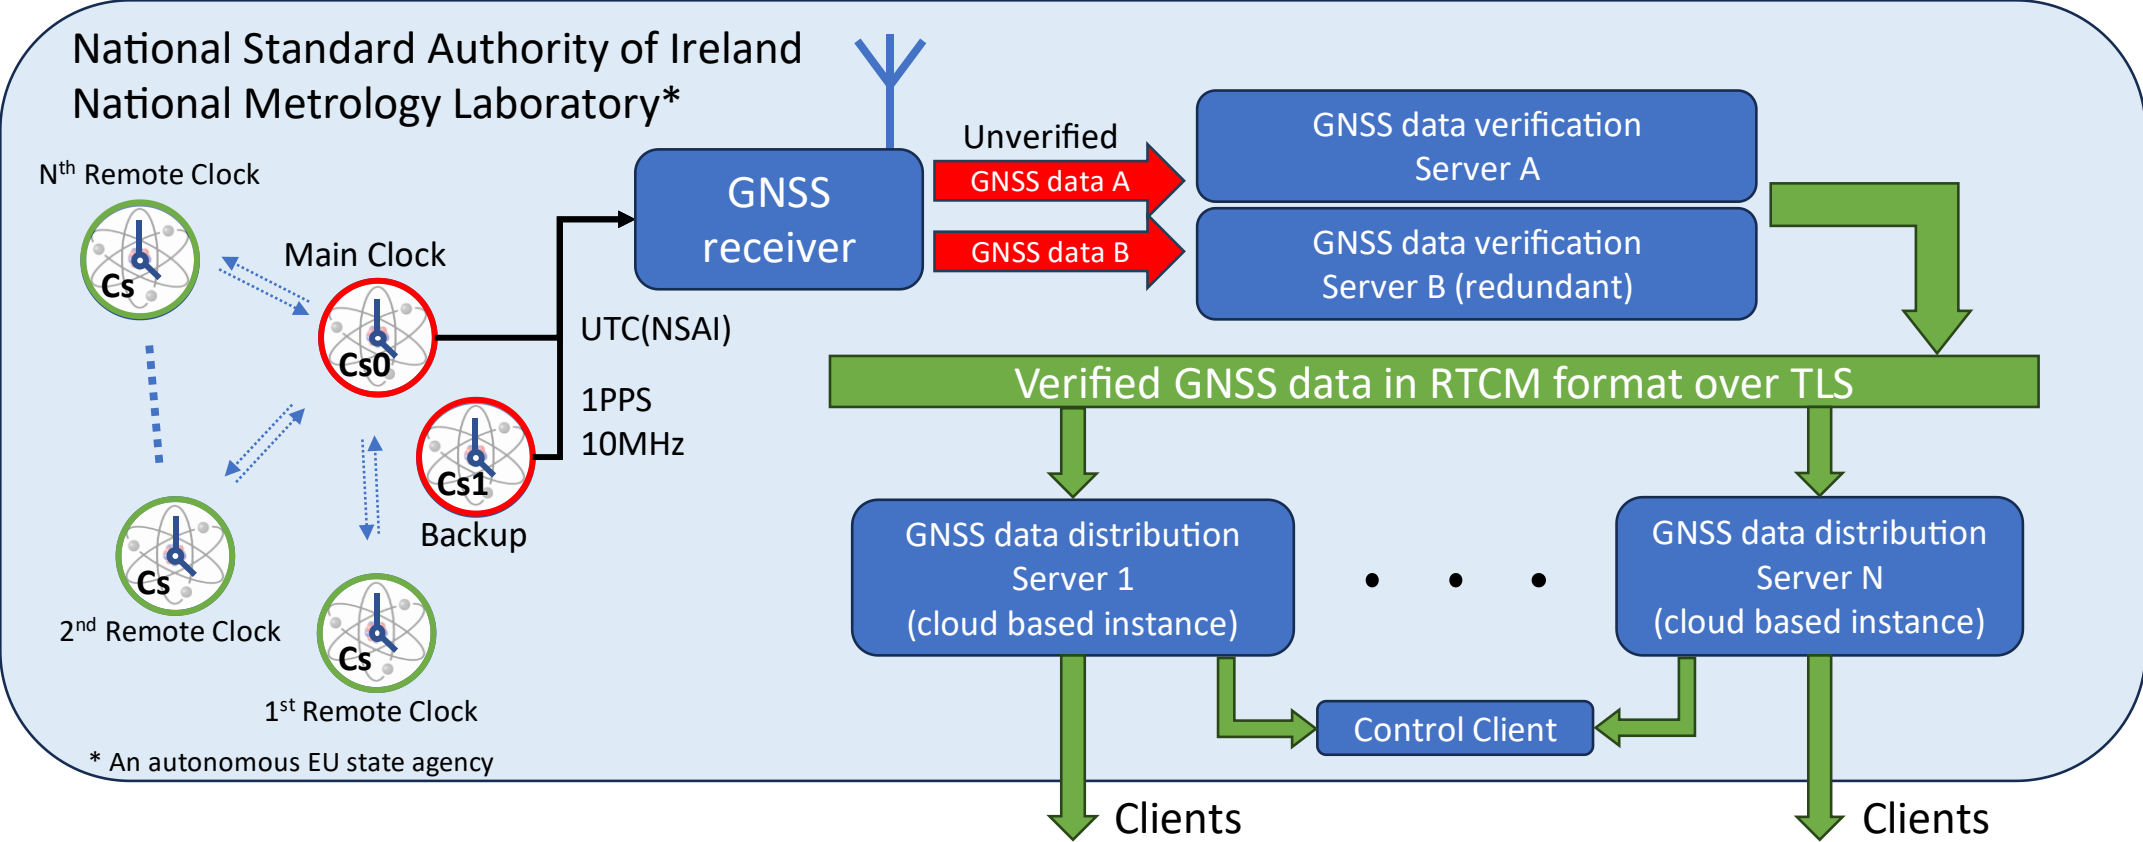 National Standard Authority of Ireland
National Metrology Laboratory*
Nth Remote Clock
Cs
Main Clock
Cs0
Cs1
Backup
Cs
2nd Remote Clock
Cs
1st Remote Clock
* An autonomous EU state agency
UTC(NSAI)
1PPS
10MHz
GNSS
receiver
Unverified
GNSS data A
GNSS data B
GNSS data verification
Server A
GNSS data verification
Server B (redundant)
Verified GNSS data in RTCM format over TLS
GNSS data distribution
Server 1
(cloud based instance)
. . .
GNSS data distribution
Server N
(cloud based instance)
Control Client
Clients
Clients